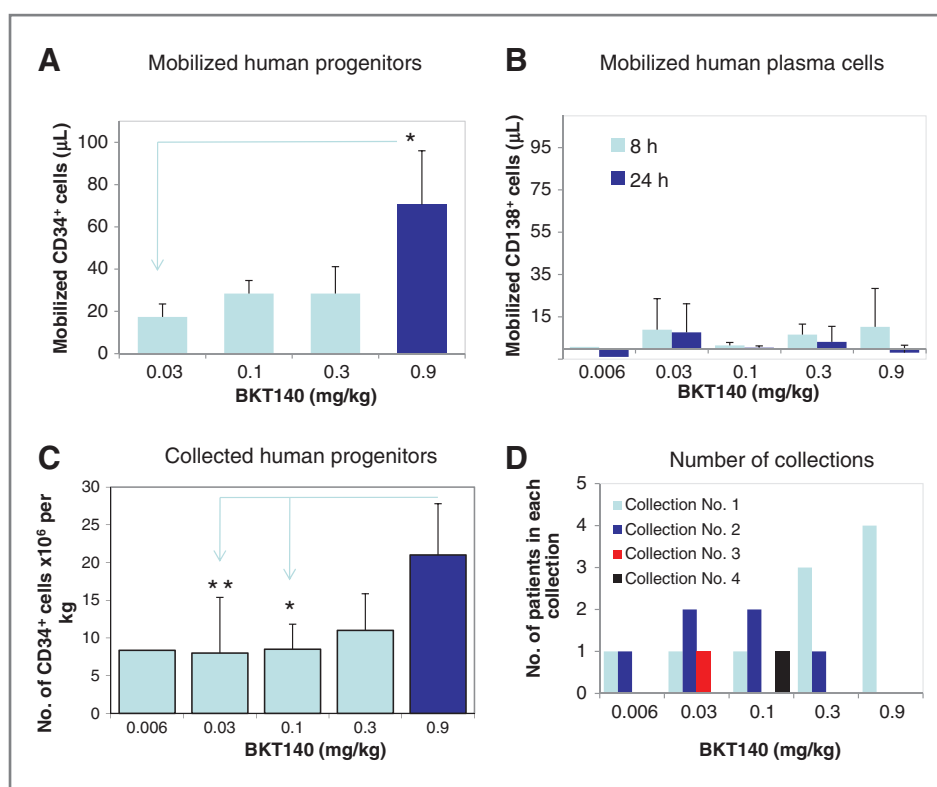 A
Mobilized human progenitors
Mobilized CD34⁺ cells (µL)
100
80
60
40
20
0
*
0.03 0.1 0.3 0.9
BKT140 (mg/kg)
B
Mobilized human plasma cells
Mobilized CD138⁺ cells (µL)
95
75
55
35
15
8 h
24 h
0.006 0.03 0.1 0.3 0.9
BKT140 (mg/kg)
C
Collected human progenitors
No. of CD34⁺ cells x10⁶ per
kg
30
25
20
15
10
5
0
**
*
0.006 0.03 0.1 0.3 0.9
BKT140 (mg/kg)
D
Number of collections
No. of patients in each
collection
5
4
3
2
1
0
Collection No. 1
Collection No. 2
Collection No. 3
Collection No. 4
0.006 0.03 0.1 0.3 0.9
BKT140 (mg/kg)